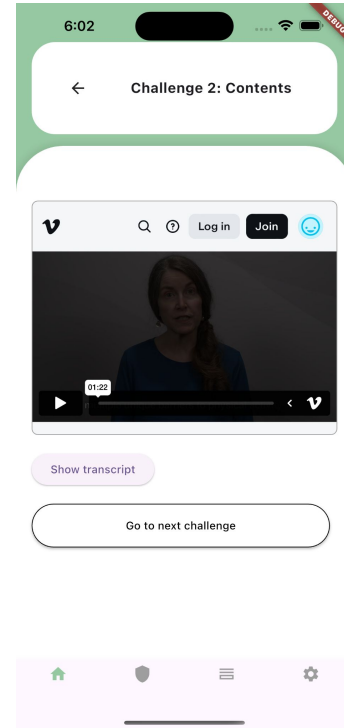 6:02
DEBUG
Challenge 2: Contents
Log in
Join
01:22
Show transcript
Go to next challenge